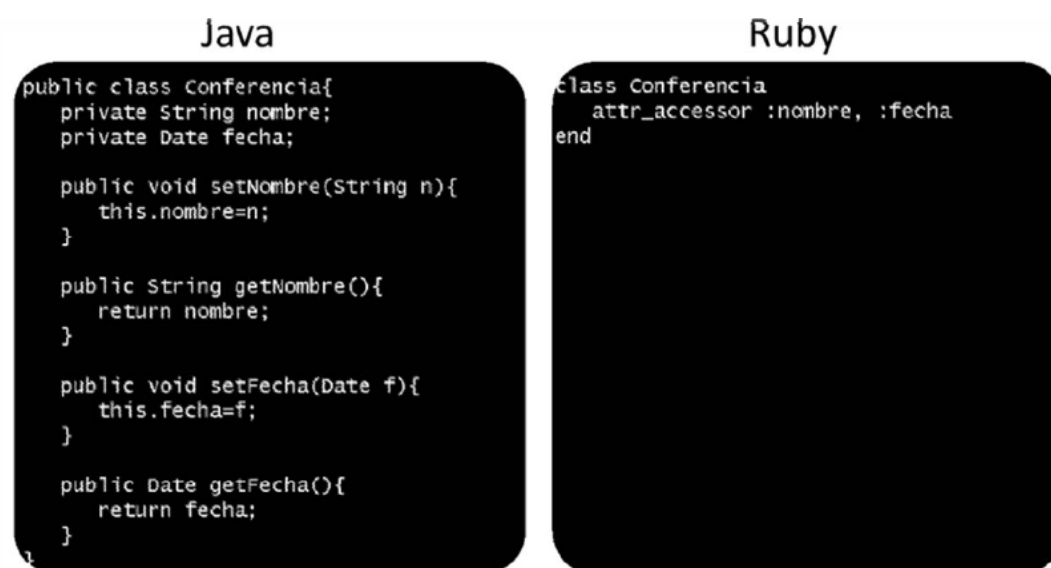 Java
public class Conferencia{
private String nombre;
private Date fecha;
public void setNombre(String n){
this.nombre=n;
}
public String getNombre(){
return nombre;
}
public void setFecha(Date f){
this.fecha=f;
}
public Date getFecha(){
return fecha;
}
}
Ruby
class Conferencia
attr_accessor :nombre, :fecha
end